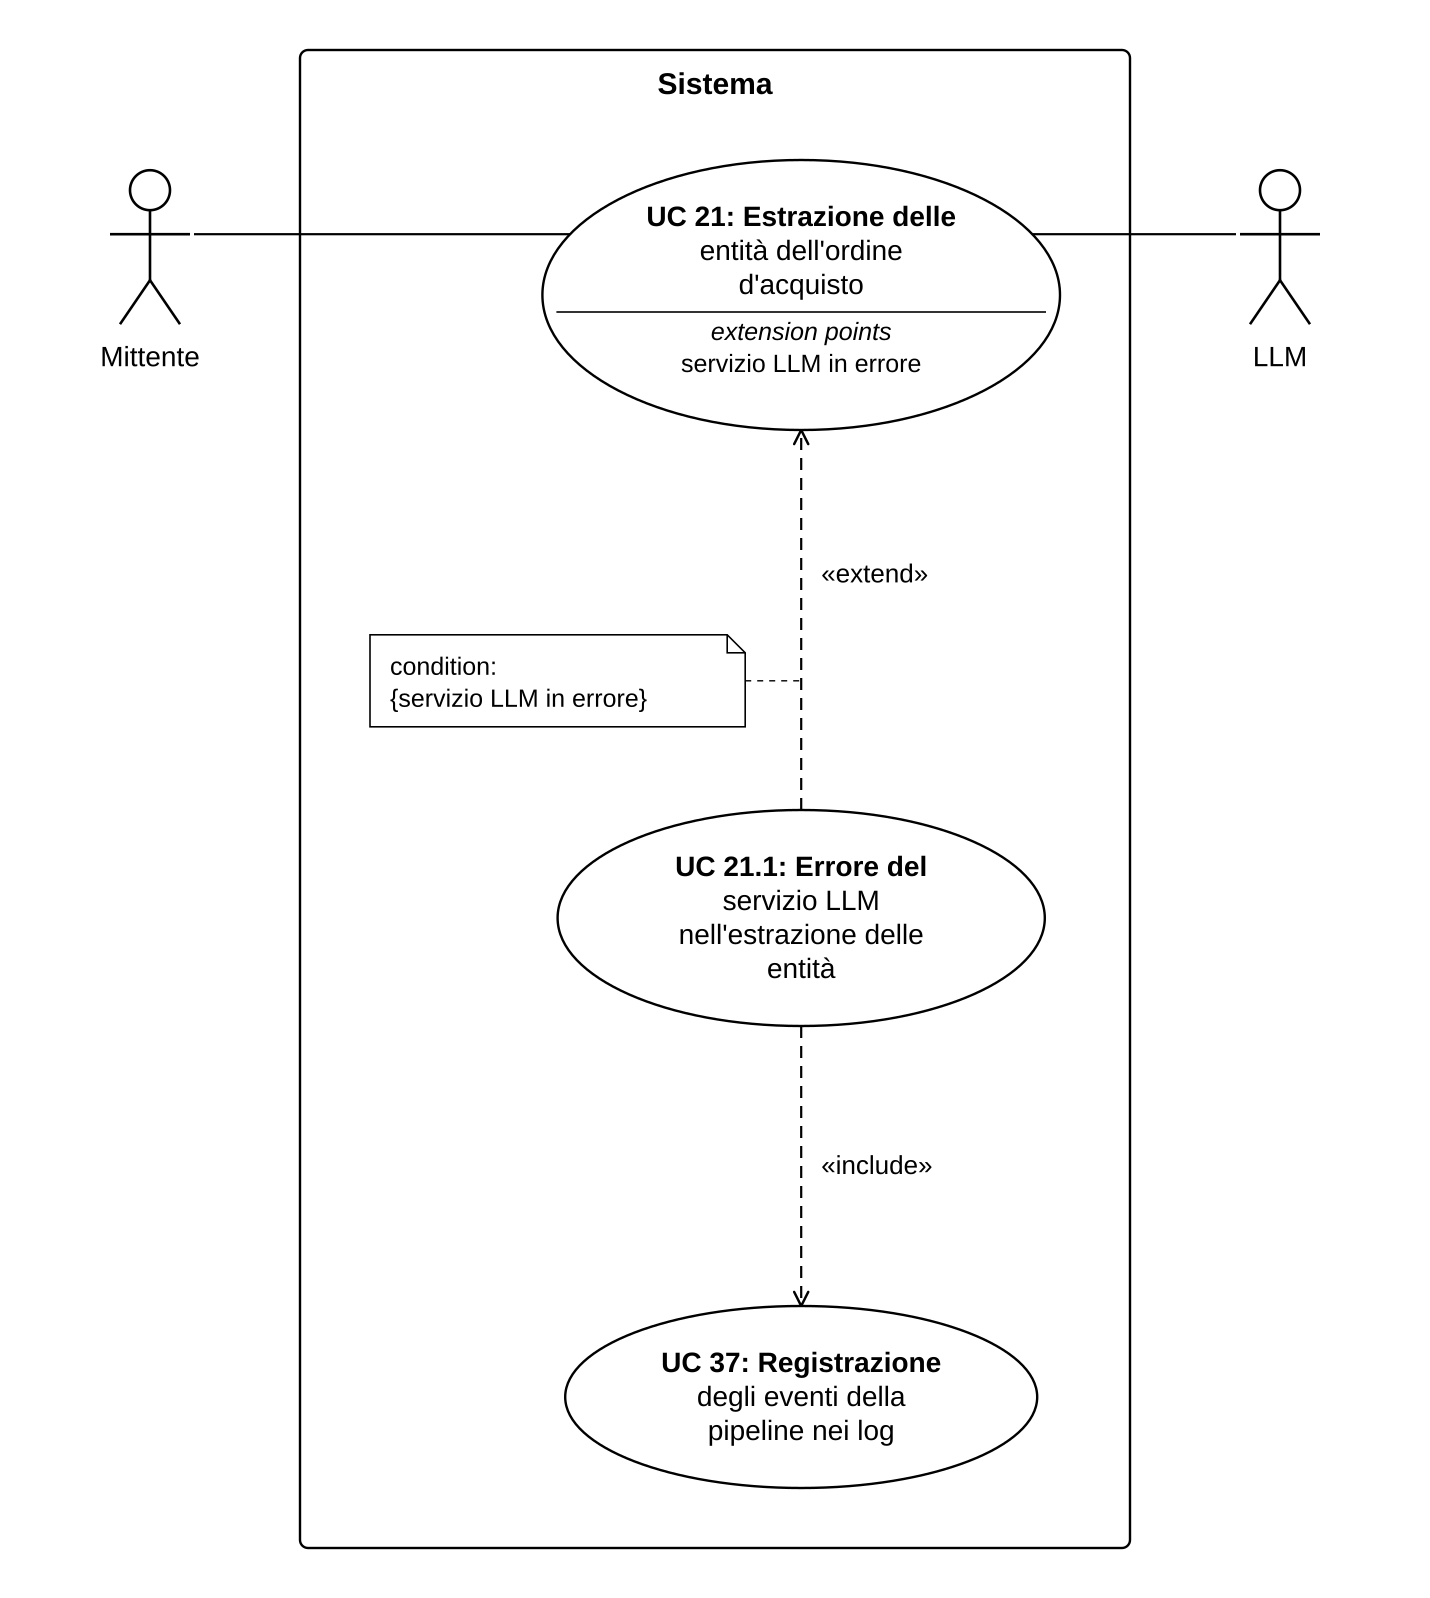 Sistema
UC 21: Estrazione delle
entità dell'ordine
d'acquisto
extension points
servizio LLM in errore
Mittente
LLM
«extend»
condition:
{servizio LLM in errore}
UC 21.1: Errore del
servizio LLM
nell'estrazione delle
entità
«include»
UC 37: Registrazione
degli eventi della
pipeline nei log